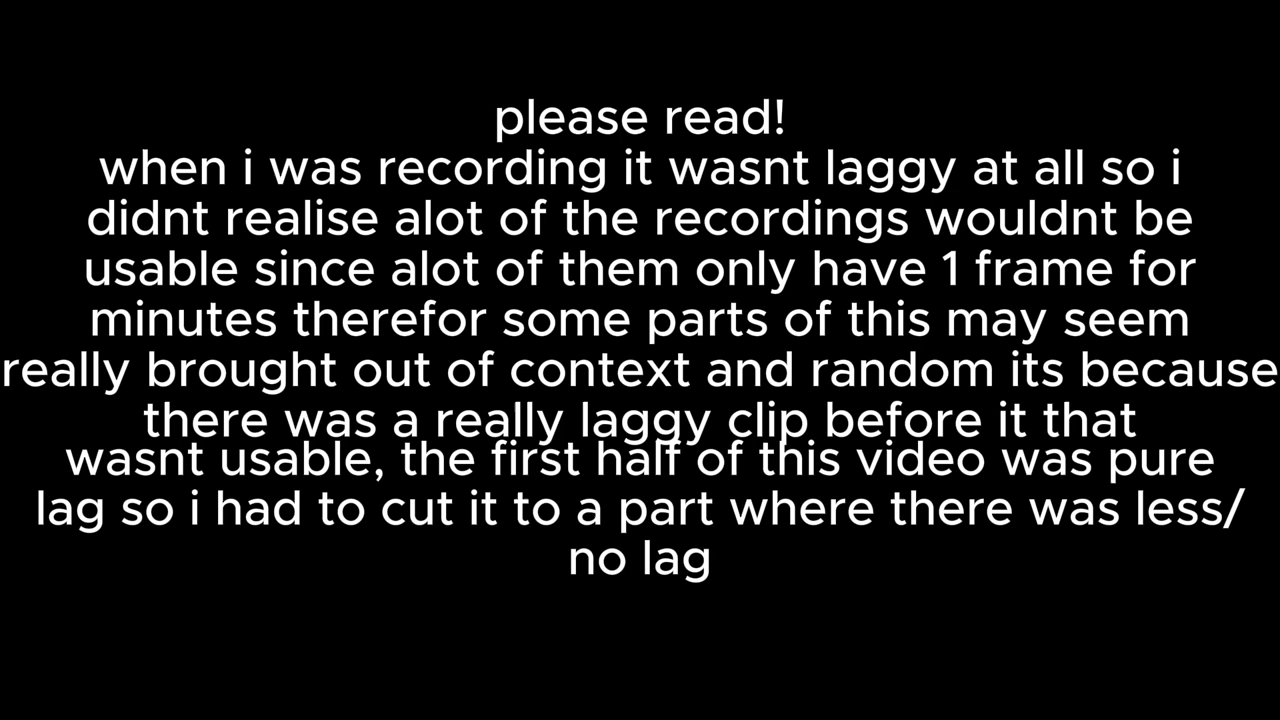 please read!
when i was recording it wasnt laggy at all so i
didnt realise alot of the recordings wouldnt be
usable since alot of them only have 1 frame for
minutes therefor some parts of this may seem
really brought out of context and random its because
there was a really laggy clip before it that
wasnt usable, the first half of this video was pure
lag so i had to cut it to a part where there was less/
no lag